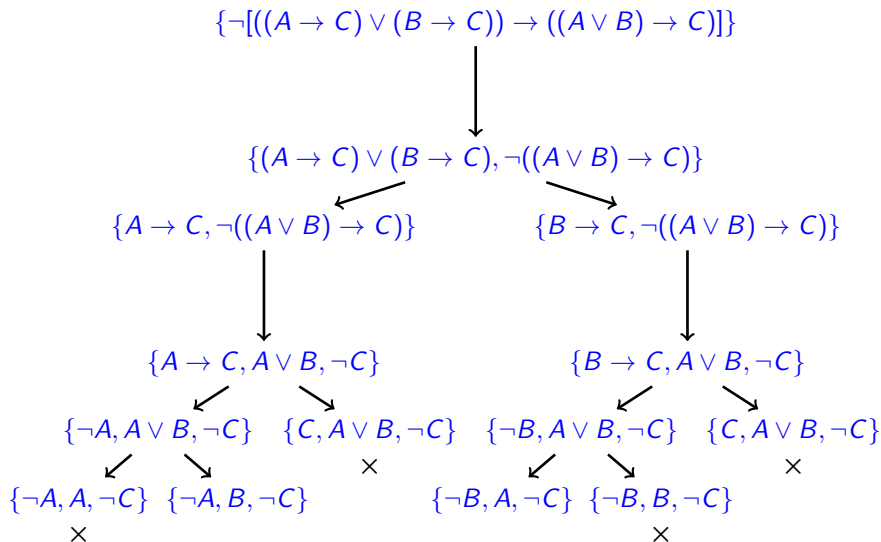 {¬[((A → C) ∨ (B → C)) → ((A ∨ B) → C)]}
{(A → C) ∨ (B → C), ¬((A ∨ B) → C)}
{A → C, ¬((A ∨ B) → C)} {B → C, ¬((A ∨ B) → C)}
{A → C, A ∨ B, ¬C} {B → C, A ∨ B, ¬C}
{¬A, A ∨ B, ¬C} {C, A ∨ B, ¬C} {¬B, A ∨ B, ¬C} {C, A ∨ B, ¬C}
× ×
{¬A, A, ¬C} {¬A, B, ¬C} {¬B, A, ¬C} {¬B, B, ¬C}
× ×